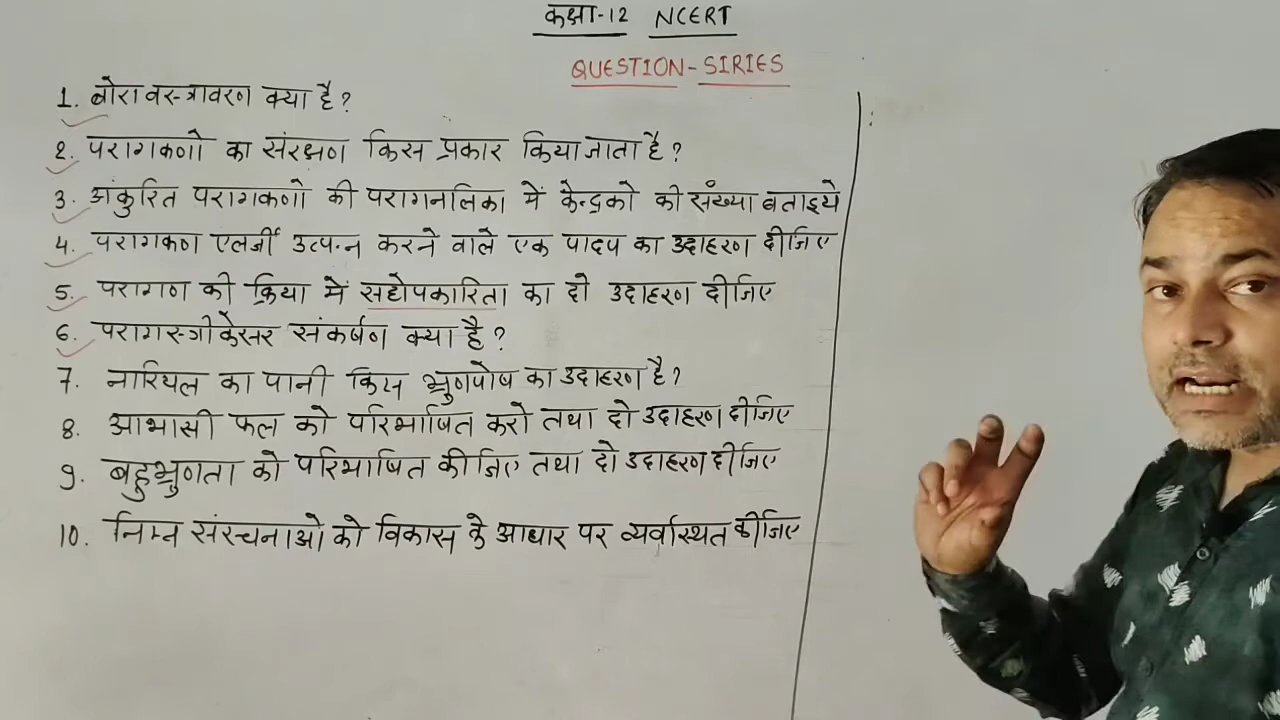 कक्षा-12 NCERT
QUESTION-SIRIES
1. बोरावस्त्रावरण क्या है?
2. परागकणो का संरक्षण किस प्रकार किया जाता है?
3. अंकुरित परागकणो की परागनलिका में केन्द्रको की संख्या बताइये
4. परागकण एलर्जी उत्पन्न करने वाले एक पादप का उदाहरण दीजिए
5. परागण की क्रिया में सहोपकारिता का दो उदाहरण दीजिए
6. परागस्त्रीकेसर संकर्षण क्या है?
7. नारियल का पानी किस भ्रुणपोष का उदाहरण है?
8. आभासी फल को परिभाषित करो तथा दो उदाहरण दीजिए
9. बहुभ्रुणता को परिभाषित कीजिए तथा दो उदाहरण दीजिए
10. निम्न संरचनाओ को विकास के आधार पर व्यवस्थित कीजिए